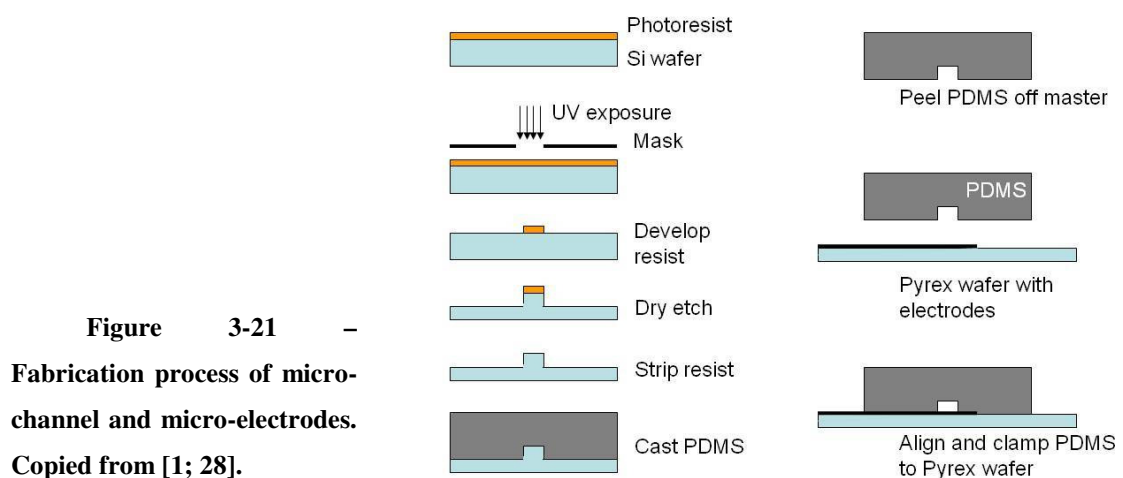 Photoresist
Si wafer
UV exposure
Mask
Develop
resist
Dry etch
Strip resist
Cast PDMS
Peel PDMS off master
PDMS
Pyrex wafer with
electrodes
Align and clamp PDMS
to Pyrex wafer
Figure 3-21 –
Fabrication process of micro-
channel and micro-electrodes.
Copied from [1; 28].